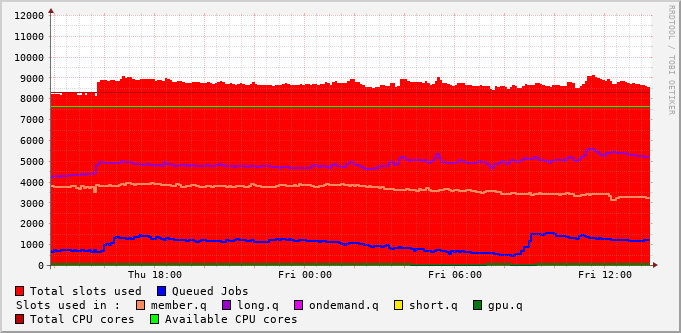 RRDTOOL / TOBI OETIKER
12000
11000
10000
9000
8000
7000
6000
5000
4000
3000
2000
1000
0
Thu 18:00 Fri 00:00 Fri 06:00 Fri 12:00
Total slots used Queued Jobs
Slots used in : member.q long.q ondemand.q short.q gpu.q
Total CPU cores Available CPU cores